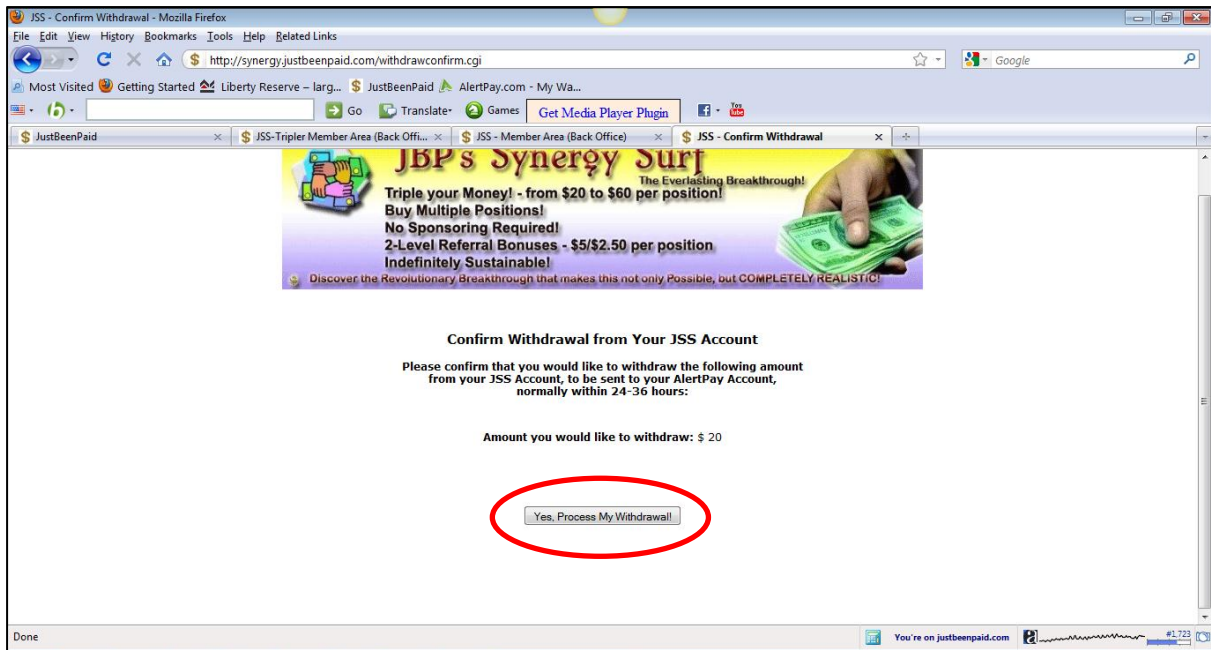 JSS - Confirm Withdrawal - Mozilla Firefox
File Edit View History Bookmarks Tools Help Related Links
http://synergy.justbeenpaid.com/withdrawconfirm.cgi Google
Most Visited Getting Started Liberty Reserve – larg... JustBeenPaid AlertPay.com - My Wa...
Go Translate Games Get Media Player Plugin You Tube
JustBeenPaid JSS-Tripler Member Area (Back Offi... JSS - Member Area (Back Office) JSS - Confirm Withdrawal
JBP's Synergy Surf
The Everlasting Breakthrough!
Triple your Money! - from $20 to $60 per position!
Buy Multiple Positions!
No Sponsoring Required!
2-Level Referral Bonuses - $5/$2.50 per position
Indefinitely Sustainable!
Discover the Revolutionary Breakthrough that makes this not only Possible, but COMPLETELY REALISTIC!
Confirm Withdrawal from Your JSS Account
Please confirm that you would like to withdraw the following amount
from your JSS Account, to be sent to your AlertPay Account,
normally within 24-36 hours:
Amount you would like to withdraw: $ 20
Yes, Process My Withdrawal!
Done You're on justbeenpaid.com #1,723